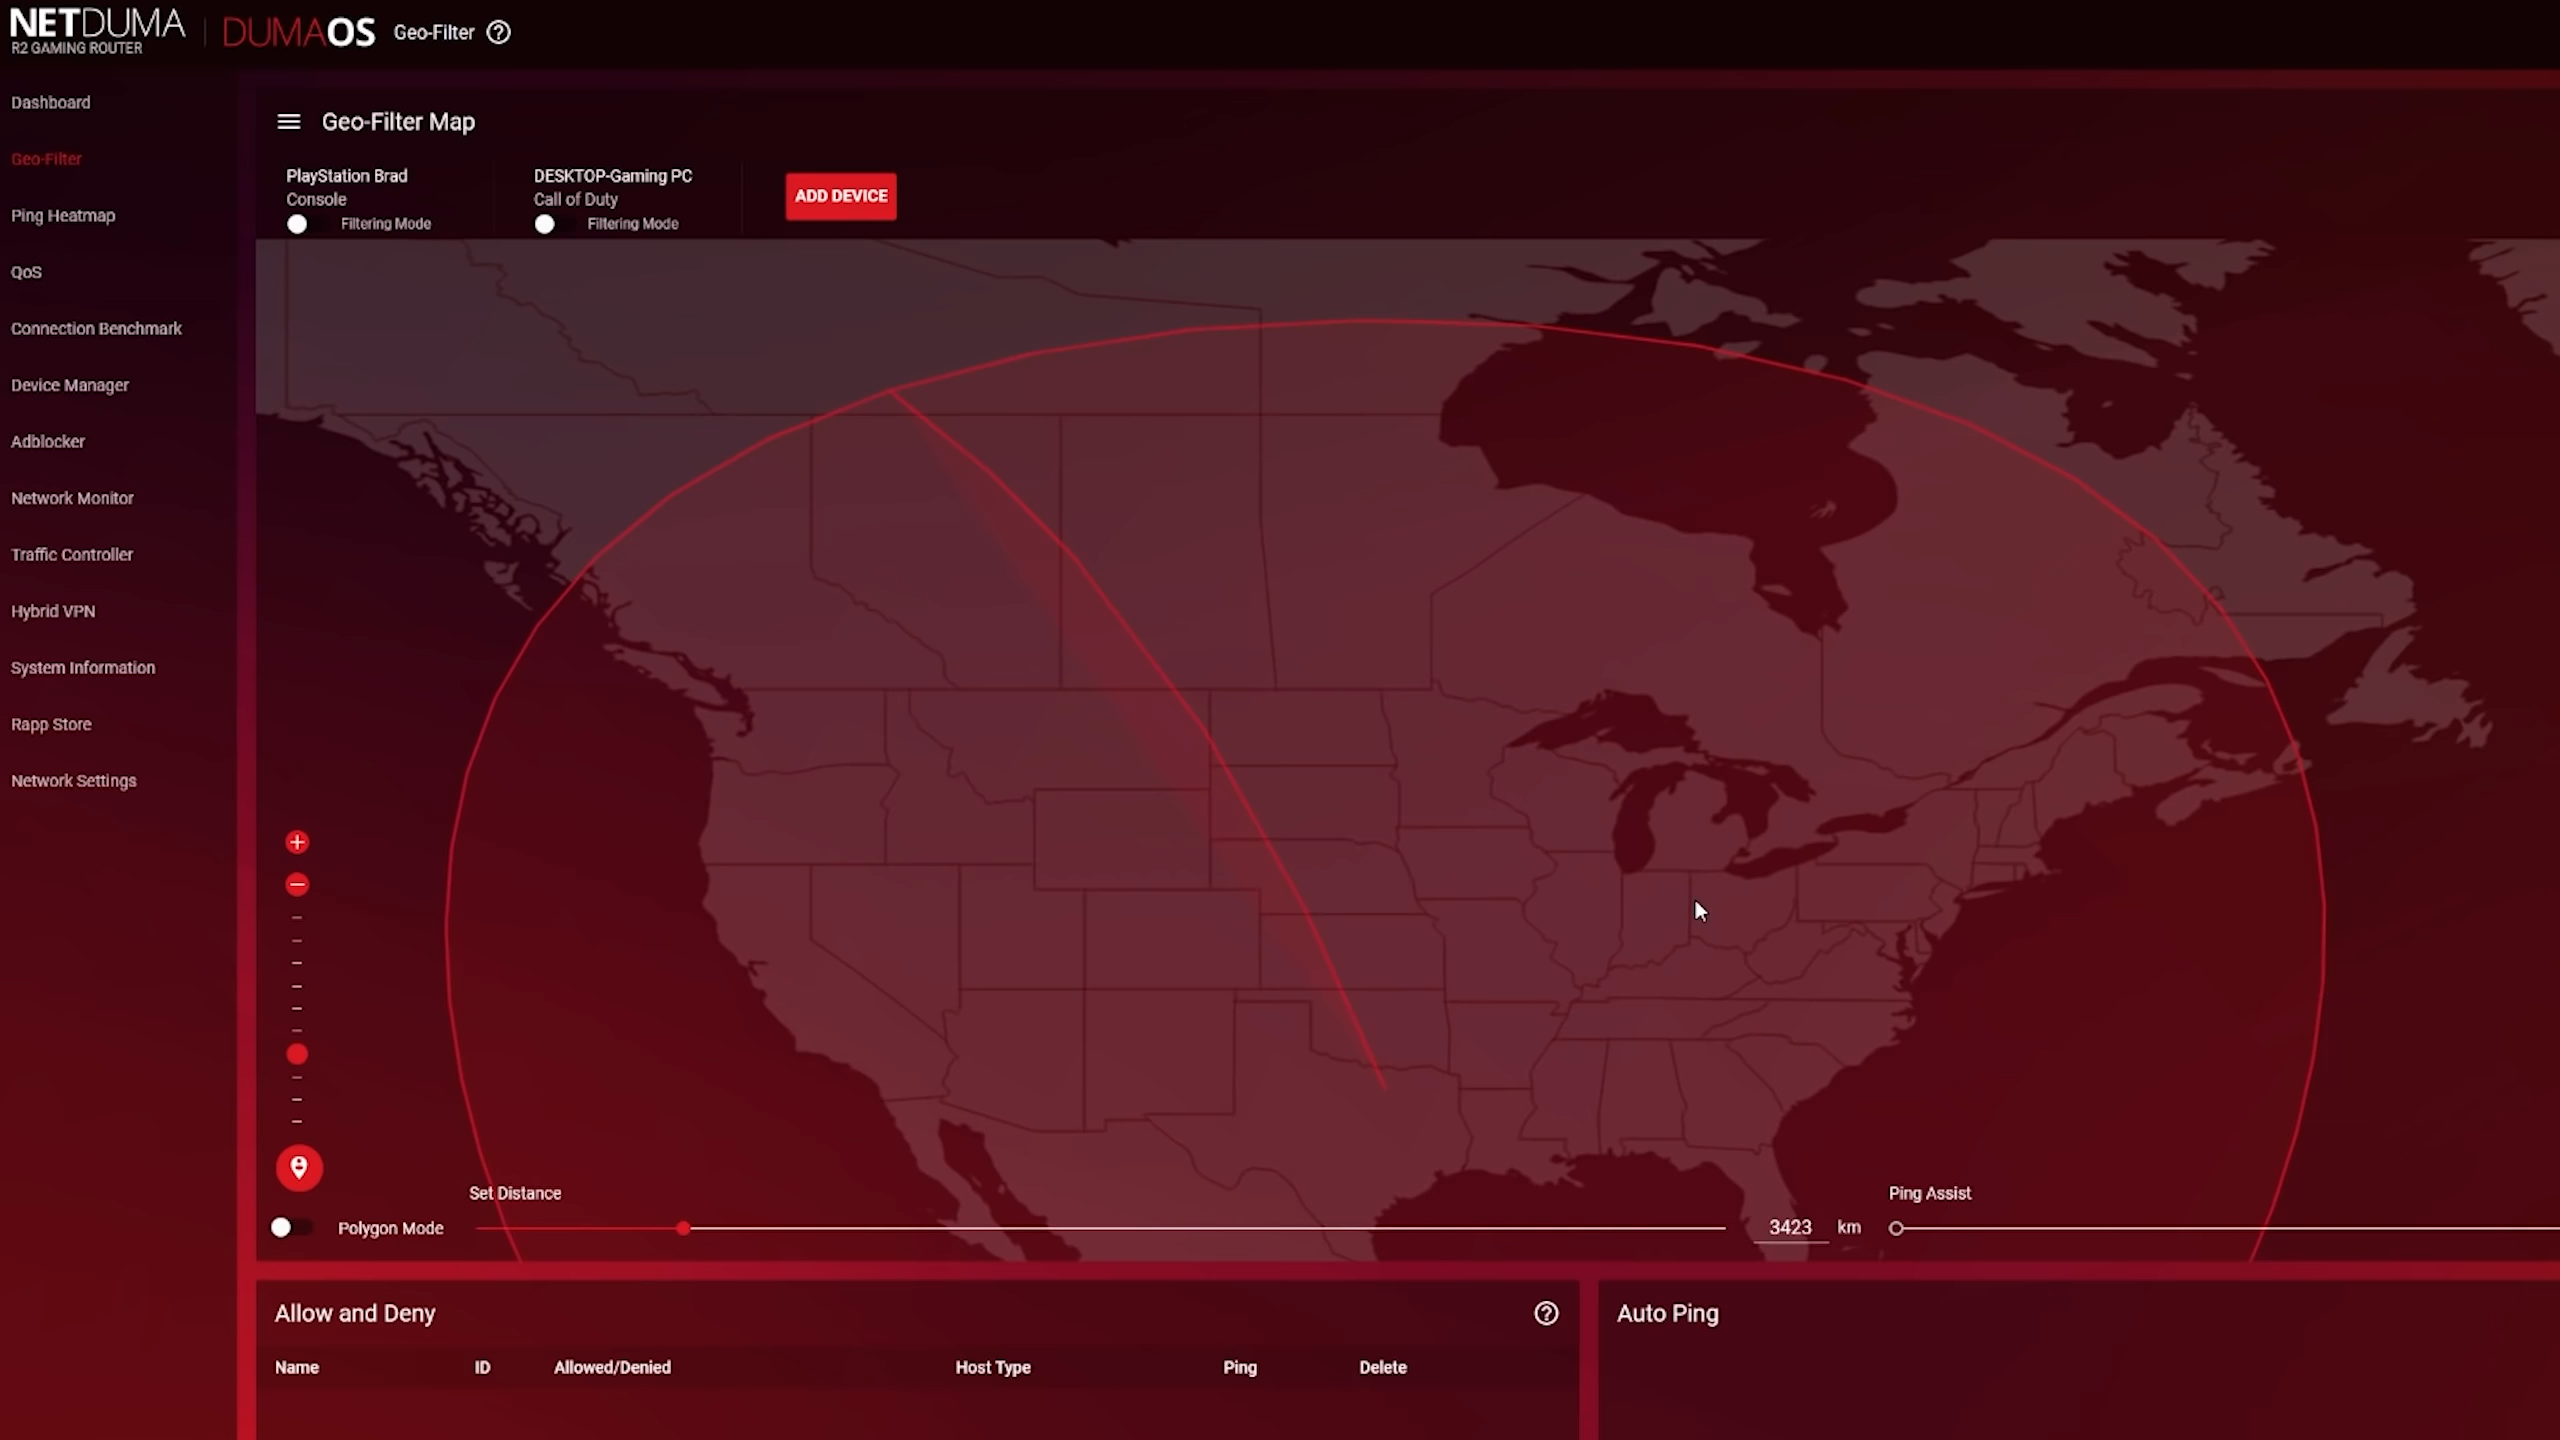 NETDUMA
R2 GAMING ROUTER
DUMAOS
Geo-Filter
Dashboard
Geo-Filter
Ping Heatmap
QoS
Connection Benchmark
Device Manager
Adblocker
Network Monitor
Traffic Controller
Hybrid VPN
System Information
Rapp Store
Network Settings
Geo-Filter Map
PlayStation Brad
Console
Filtering Mode
DESKTOP-Gaming PC
Call of Duty
Filtering Mode
ADD DEVICE
Polygon Mode
Set Distance
3423 km
Ping Assist
Allow and Deny
Name ID Allowed/Denied Host Type Ping Delete
Auto Ping